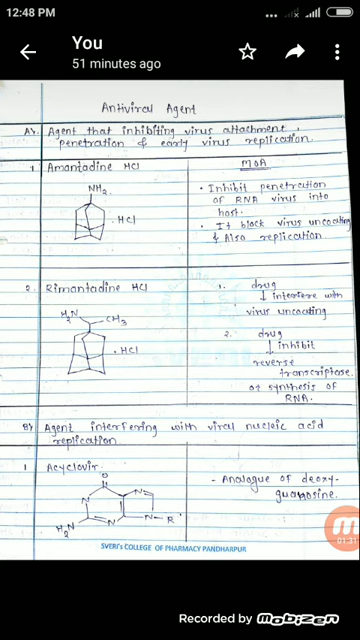 12:48 PM
You
51 minutes ago
Antiviral Agent
A) Agent that inhibiting virus attachment,
penetration & early virus replication.
1 Amantadine HCl
MOA
NH2
. HCl
• Inhibit penetration
of RNA virus into
host.
• It block virus uncoating
& Also replication.
2. Rimantadine HCl
H2N
CH3
. HCl
1. drug
↓ interfere with
virus uncoating
2. drug
↓ inhibit
reverse
transcriptase
or synthesis of
RNA.
B) Agent interfering with viral nucleic acid
replication
1 Acyclovir
O
N
N
H2N
N
N-R
- Analogue of deoxy-
guanosine.
SVERI's COLLEGE OF PHARMACY PANDHARPUR
01:31
Recorded by Mobizen